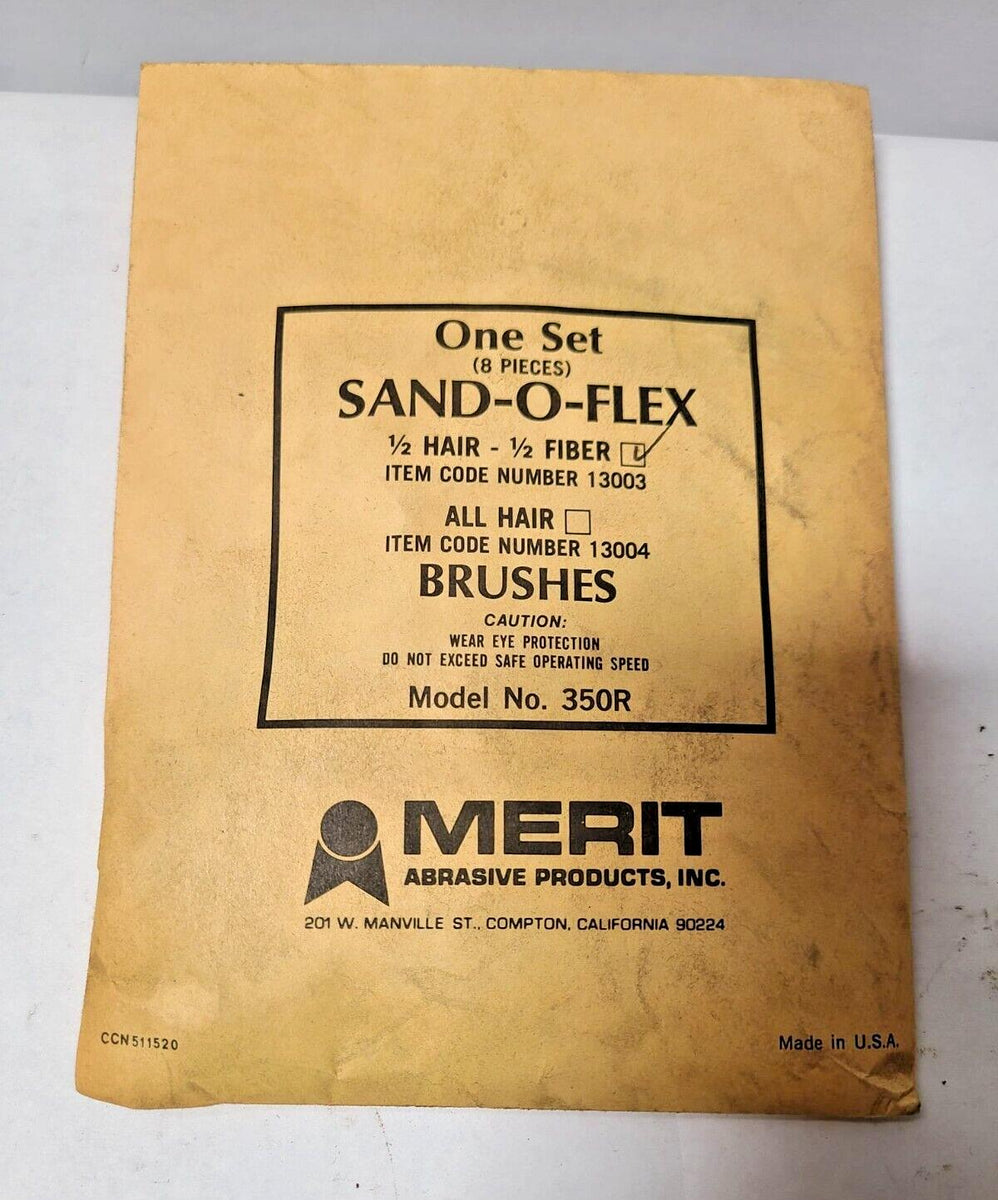 One Set
(8 PIECES)
SAND-O-FLEX
½ HAIR - ½ FIBER
ITEM CODE NUMBER 13003
ALL HAIR
ITEM CODE NUMBER 13004
BRUSHES
CAUTION:
WEAR EYE PROTECTION
DO NOT EXCEED SAFE OPERATING SPEED
Model No. 350R
MERIT
ABRASIVE PRODUCTS, INC.
201 W. MANVILLE ST., COMPTON, CALIFORNIA 90224
CCN511520
Made in U.S.A.